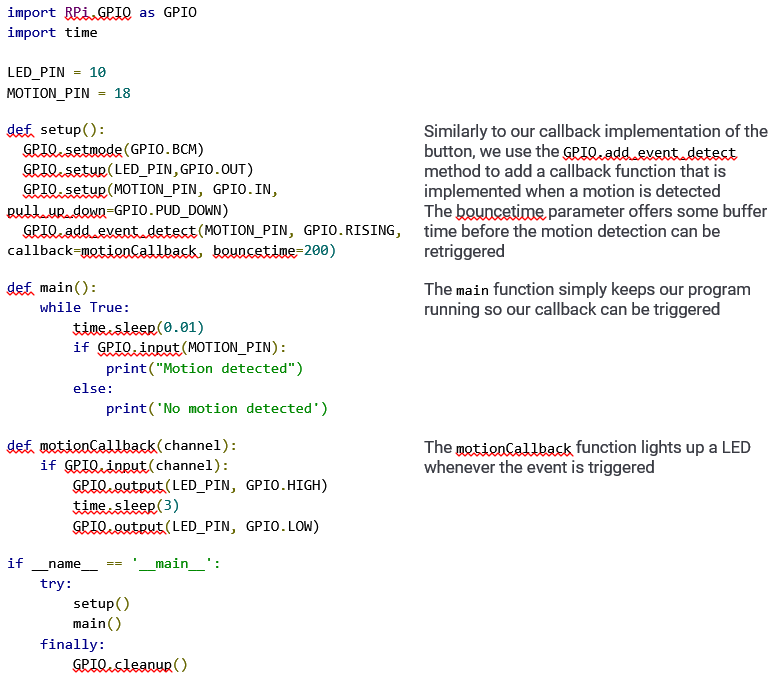 import RPi.GPIO as GPIO
import time
LED_PIN = 10
MOTION_PIN = 18
def setup():
  GPIO.setmode(GPIO.BCM)
  GPIO.setup(LED_PIN,GPIO.OUT)
  GPIO.setup(MOTION_PIN, GPIO.IN,
pull_up_down=GPIO.PUD_DOWN)
  GPIO.add_event_detect(MOTION_PIN, GPIO.RISING,
callback=motionCallback, bouncetime=200)
Similarly to our callback implementation of the
button, we use the GPIO.add_event_detect
method to add a callback function that is
implemented when a motion is detected
The bouncetime parameter offers some buffer
time before the motion detection can be
retriggered
def main():
    while True:
        time.sleep(0.01)
        if GPIO.input(MOTION_PIN):
            print("Motion detected")
        else:
            print('No motion detected')
The main function simply keeps our program
running so our callback can be triggered
def motionCallback(channel):
    if GPIO.input(channel):
        GPIO.output(LED_PIN, GPIO.HIGH)
        time.sleep(3)
        GPIO.output(LED_PIN, GPIO.LOW)
The motionCallback function lights up a LED
whenever the event is triggered
if __name__ == '__main__':
    try:
        setup()
        main()
    finally:
        GPIO.cleanup()